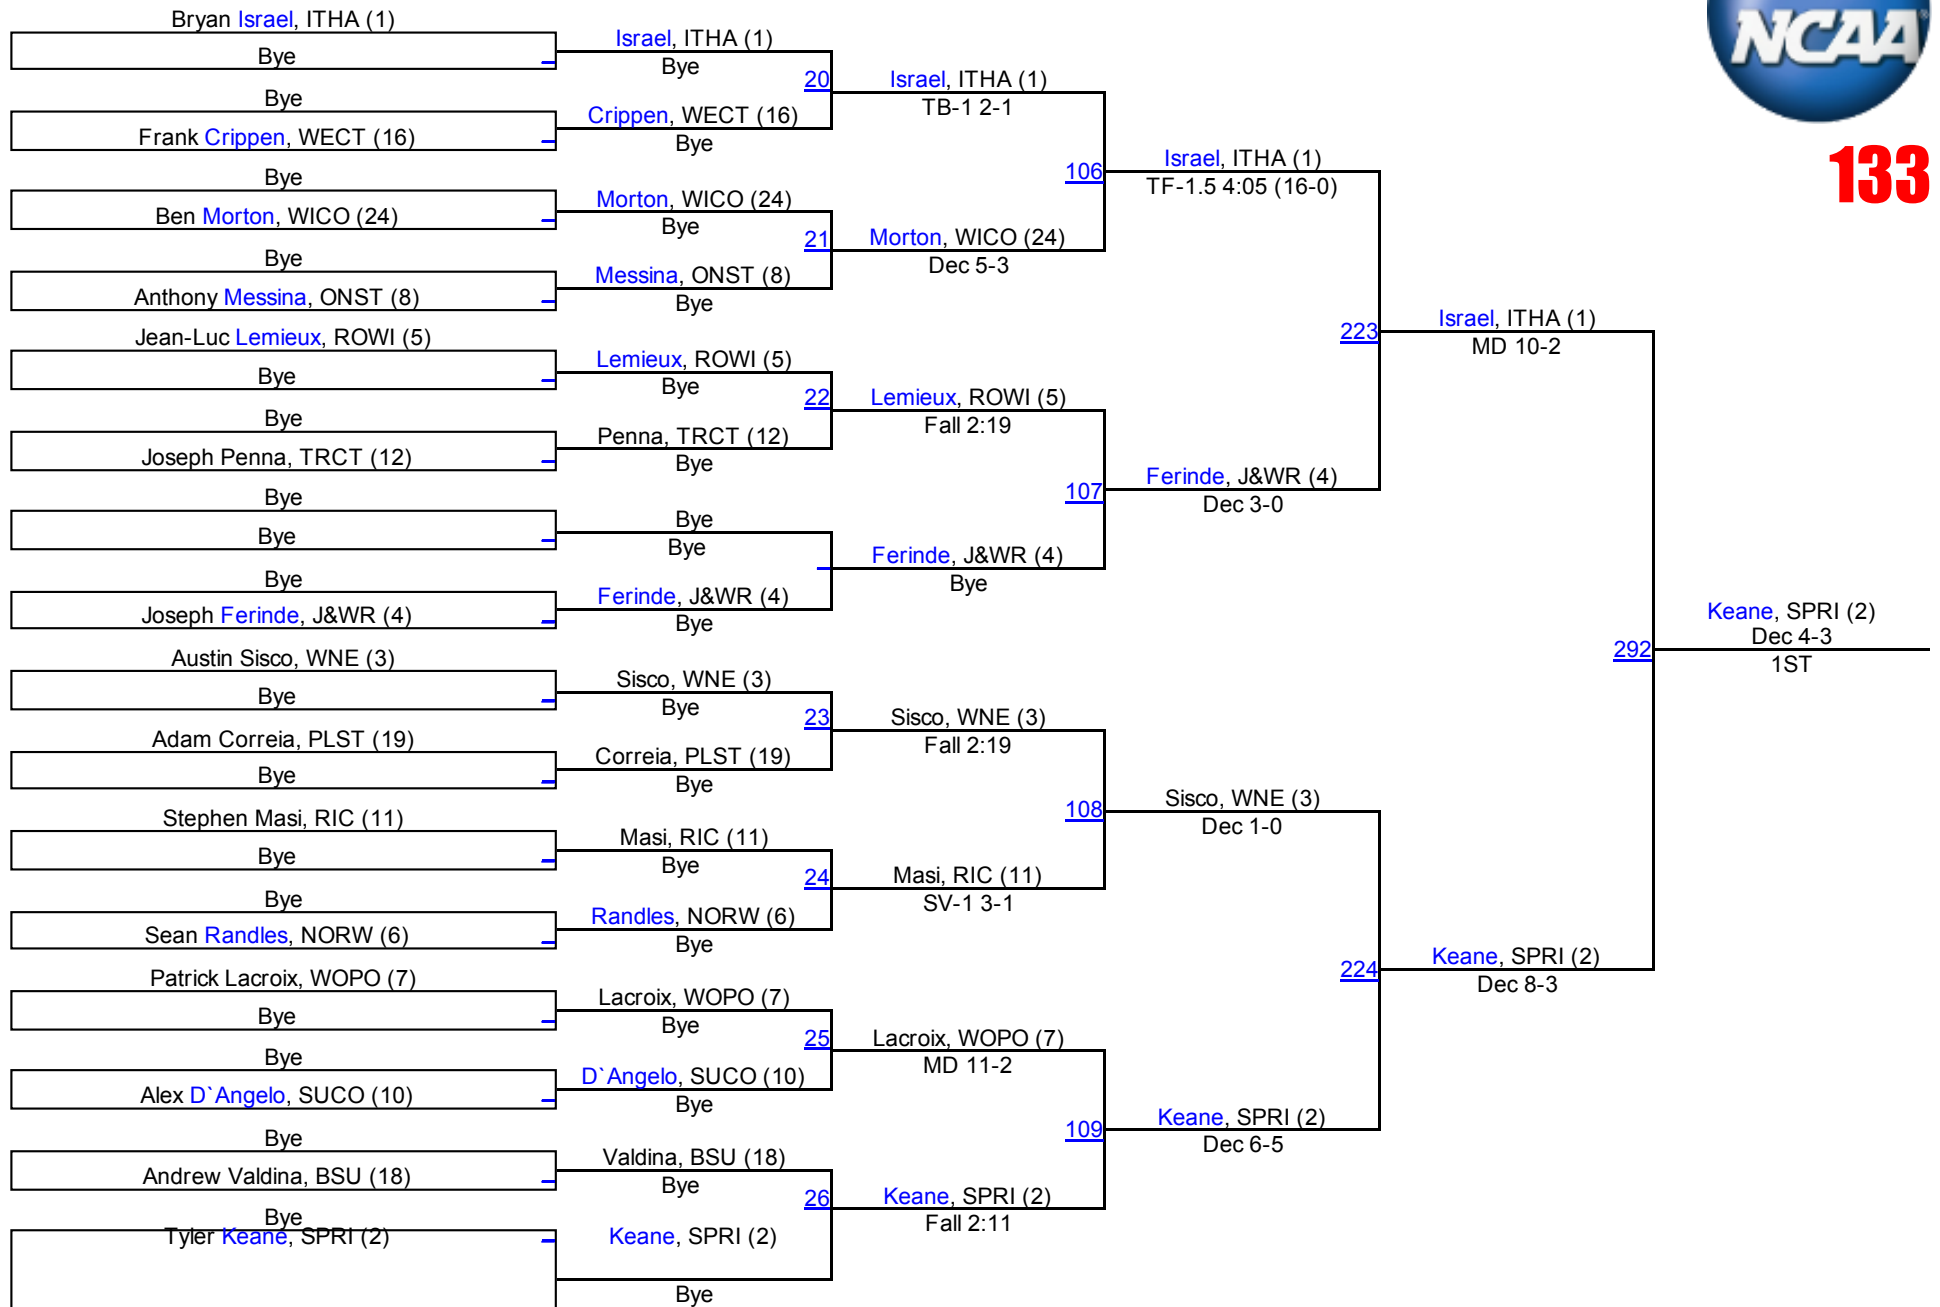 Bryan Israel, ITHA (1)
Bye
Bye
Frank Crippen, WECT (16)
Bye
Ben Morton, WICO (24)
Bye
Anthony Messina, ONST (8)
Jean-Luc Lemieux, ROWI (5)
Bye
Bye
Joseph Penna, TRCT (12)
Bye
Bye
Bye
Joseph Ferinde, J&WR (4)
Austin Sisco, WNE (3)
Bye
Adam Correia, PLST (19)
Bye
Stephen Masi, RIC (11)
Bye
Bye
Sean Randles, NORW (6)
Patrick Lacroix, WOPO (7)
Bye
Bye
Alex D`Angelo, SUCO (10)
Bye
Andrew Valdina, BSU (18)
Bye
Tyler Keane, SPRI (2)
Israel, ITHA (1)
Bye
20
Crippen, WECT (16)
Bye
Morton, WICO (24)
Bye
21
Messina, ONST (8)
Bye
Lemieux, ROWI (5)
Bye
22
Penna, TRCT (12)
Bye
Bye
Bye
Ferinde, J&WR (4)
Bye
Sisco, WNE (3)
Bye
23
Correia, PLST (19)
Bye
Masi, RIC (11)
Bye
24
Randles, NORW (6)
Bye
Lacroix, WOPO (7)
Bye
25
D`Angelo, SUCO (10)
Bye
Valdina, BSU (18)
Bye
26
Keane, SPRI (2)
Bye
Israel, ITHA (1)
TB-1 2-1
106
Morton, WICO (24)
Dec 5-3
Lemieux, ROWI (5)
Fall 2:19
107
Ferinde, J&WR (4)
Bye
Sisco, WNE (3)
Fall 2:19
108
Masi, RIC (11)
SV-1 3-1
Lacroix, WOPO (7)
MD 11-2
109
Keane, SPRI (2)
Fall 2:11
Israel, ITHA (1)
TF-1.5 4:05 (16-0)
223
Ferinde, J&WR (4)
Dec 3-0
Sisco, WNE (3)
Dec 1-0
224
Keane, SPRI (2)
Dec 6-5
Israel, ITHA (1)
MD 10-2
292
Keane, SPRI (2)
Dec 8-3
NCAA
133
Keane, SPRI (2)
Dec 4-3
1ST